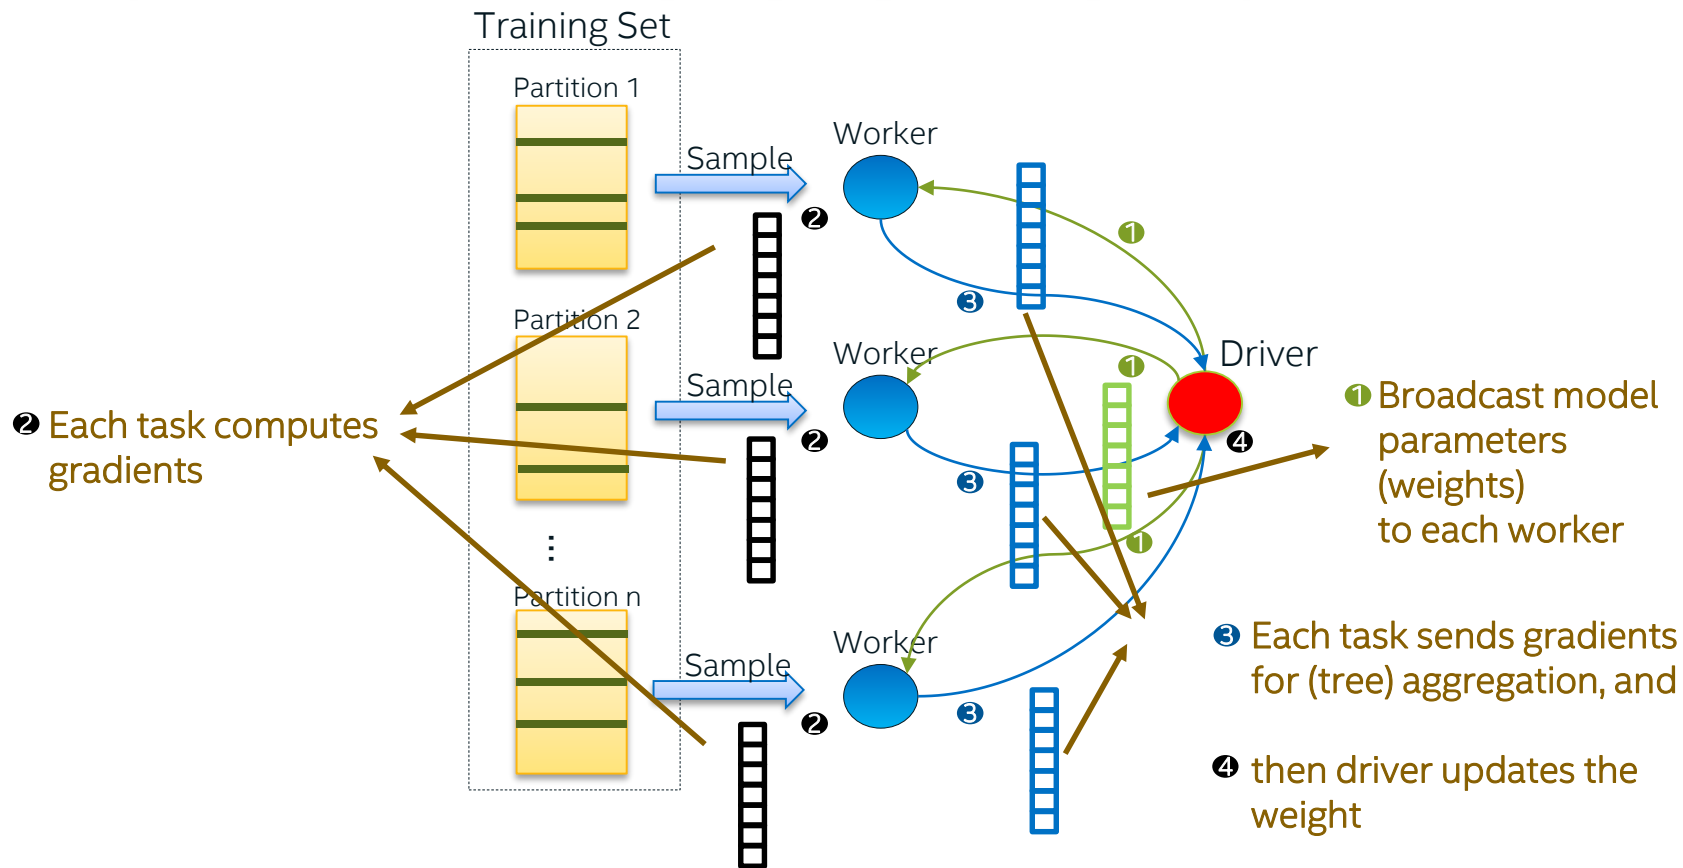 Training Set
Partition 1
Worker
Sample
❷
❶
❸
Partition 2
Worker
Sample
❷
❶
❸
Driver
❹
❶
⋮
Partition n
Worker
Sample
❷
❸
❷ Each task computes
gradients
❶ Broadcast model
parameters
(weights)
to each worker
❸ Each task sends gradients
for (tree) aggregation, and
❹ then driver updates the
weight